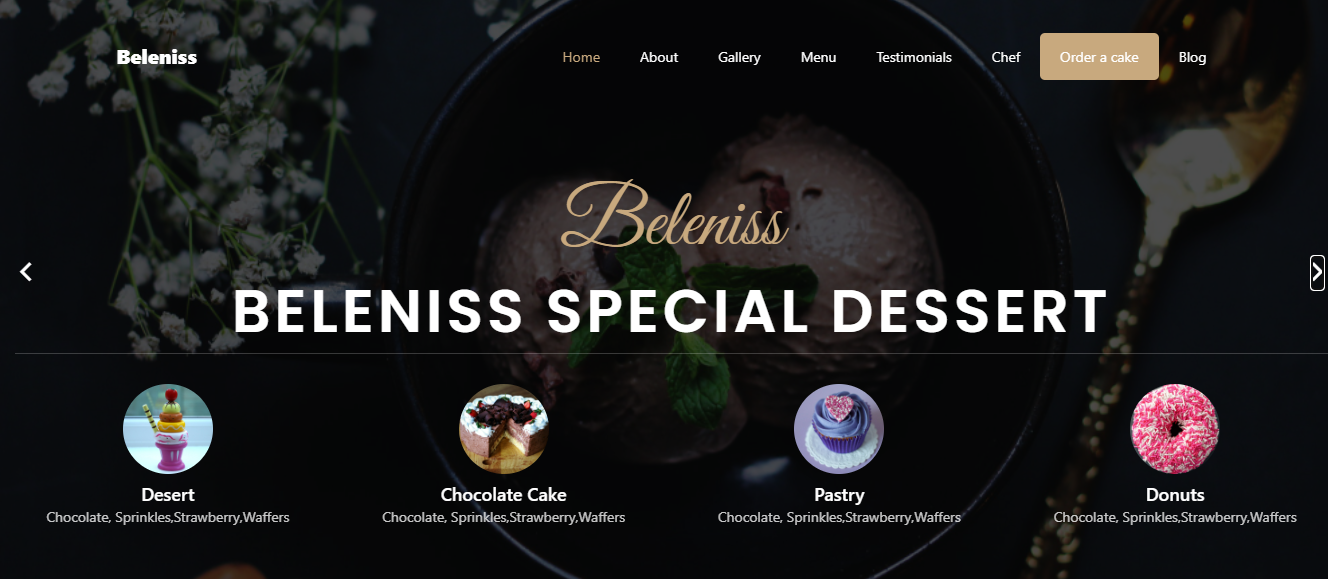 Beleniss
Home About Gallery Menu Testimonials Chef Order a cake Blog
Beleniss
BELENISS SPECIAL DESSERT
Desert
Chocolate, Sprinkles,Strawberry,Waffers
Chocolate Cake
Chocolate, Sprinkles,Strawberry,Waffers
Pastry
Chocolate, Sprinkles,Strawberry,Waffers
Donuts
Chocolate, Sprinkles,Strawberry,Waffers